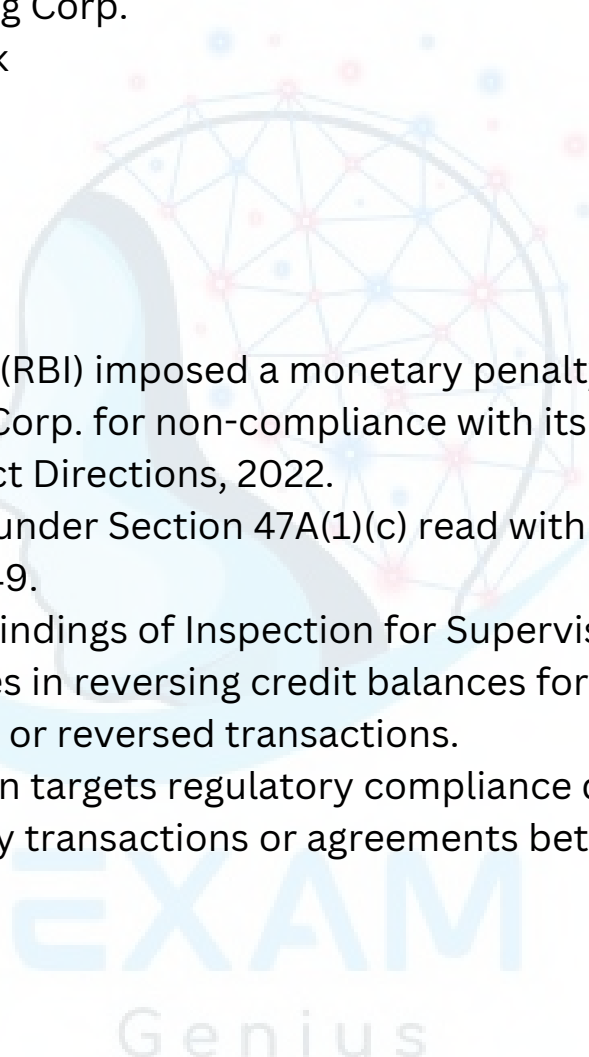 g Corp.
k
(RBI) imposed a monetary penalt
Corp. for non-compliance with its
ct Directions, 2022.
under Section 47A(1)(c) read with
49.
indings of Inspection for Supervis
es in reversing credit balances for
or reversed transactions.
n targets regulatory compliance
y transactions or agreements bet
EXAM
Genius